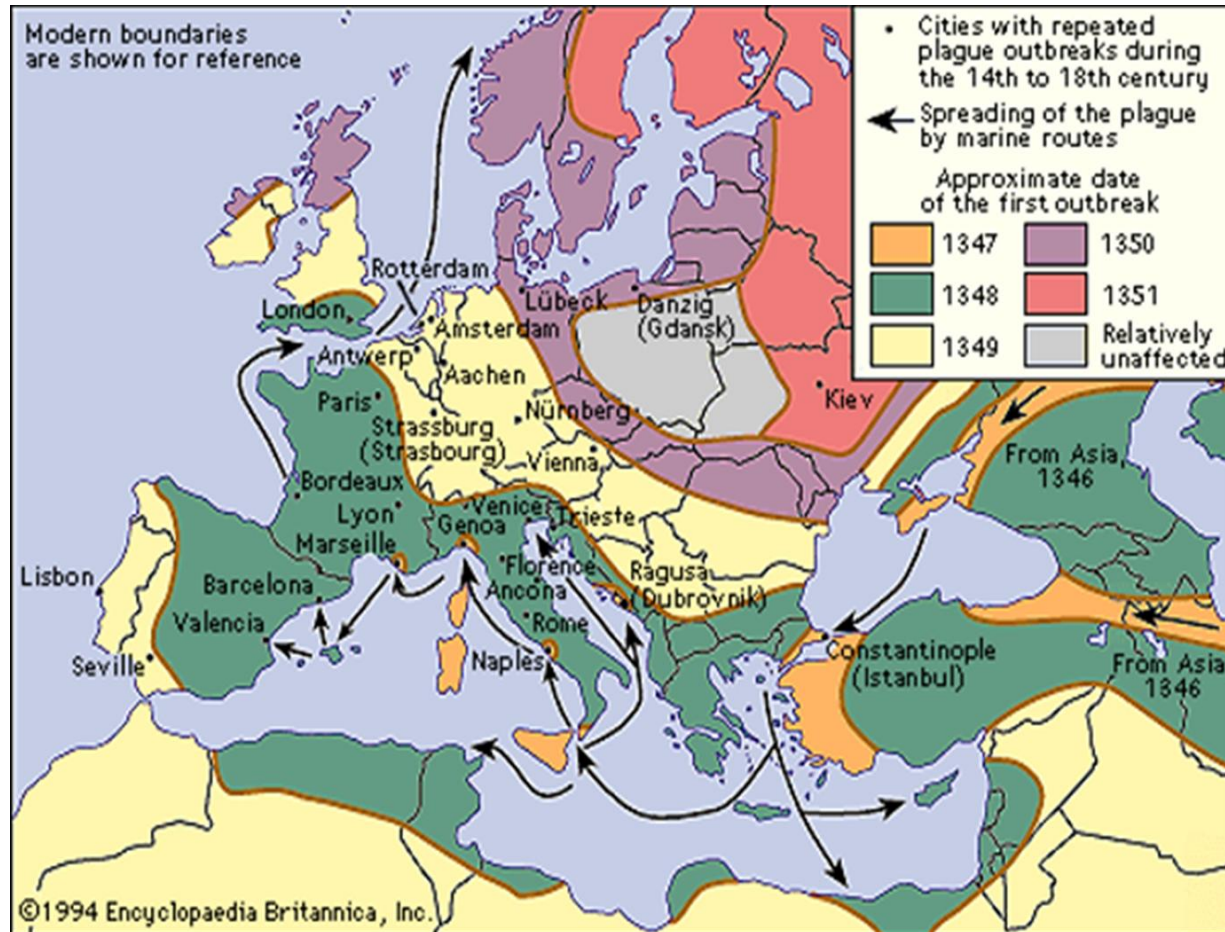 Modern boundaries
are shown for reference
Cities with repeated
plague outbreaks during
the 14th to 18th century
Spreading of the plague
by marine routes
Approximate date
of the first outbreak
1347
1350
1348
1351
1349
Relatively
unaffected
Rotterdam
London
Lübeck
Danzig
(Gdansk)
Amsterdam
Antwerp
Aachen
Kiev
Paris
Nürnberg
Strassburg
(Strasbourg)
Vienna
From Asia,
1346
Bordeaux
Lyon
Venice
Trieste
Genoa
Marseille
Florence
Lisbon
Barcelona
Ancona
Ragusa
(Dubrovnik)
Valencia
Rome
Seville
Naples
Constantinople
(Istanbul)
From Asia
1346
©1994 Encyclopaedia Britannica, Inc.